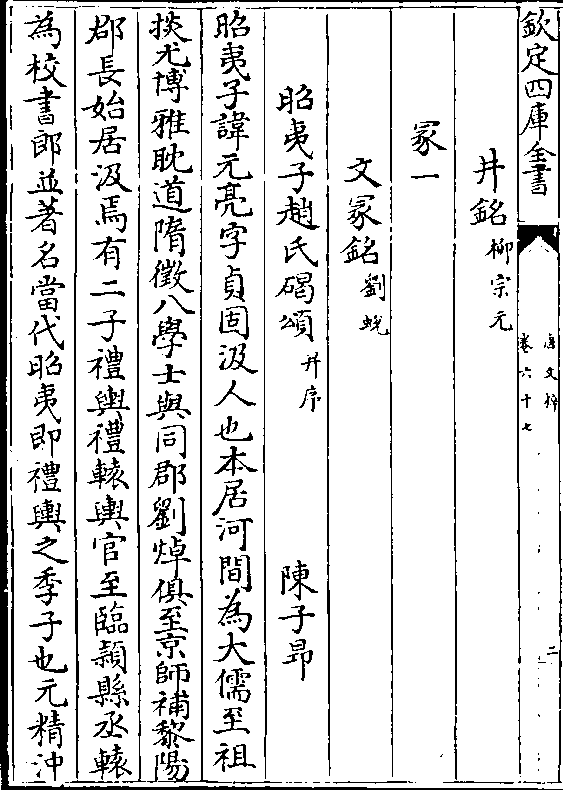 欽定四庫全書
唐文粹
卷六十七
二
井銘柳宗元
冢一
文冢銘劉蛻
昭夷子趙氏碣頌并序 陳子昂
昭夷子諱元亮字貞固汲人也本居河間為大儒至祖
掞尤博雅耽道隋徵八學士與同郡劉焯俱至京師補黎陽
郡長始居汲焉有二子禮輿禮轅輿官至臨潁縣丞轅
為校書郎並著名當代昭夷即禮輿之季子也元精沖